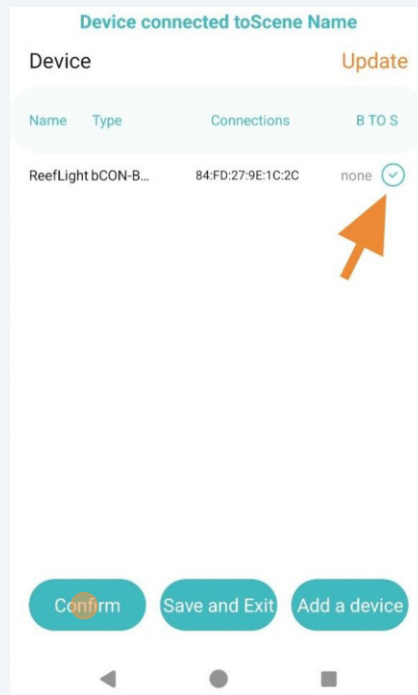 Device connected toScene Name
Device Update
Name Type Connections B TO S
ReefLight bCON-B... 84:FD:27:9E:1C:2C none
Confirm Save and Exit Add a device